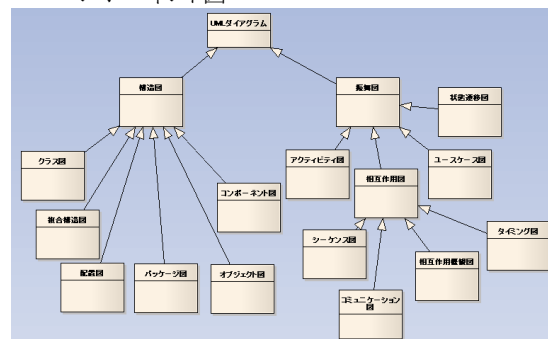 UMLダイアグラム
構造図
振舞図
状態遷移図
クラス図
アクティビティ図
ユースケース図
コンポーネント図
相互作用図
複合構造図
シーケンス図
タイミング図
配置図
パッケージ図
オブジェクト図
相互作用概観図
コミュニケーション
図